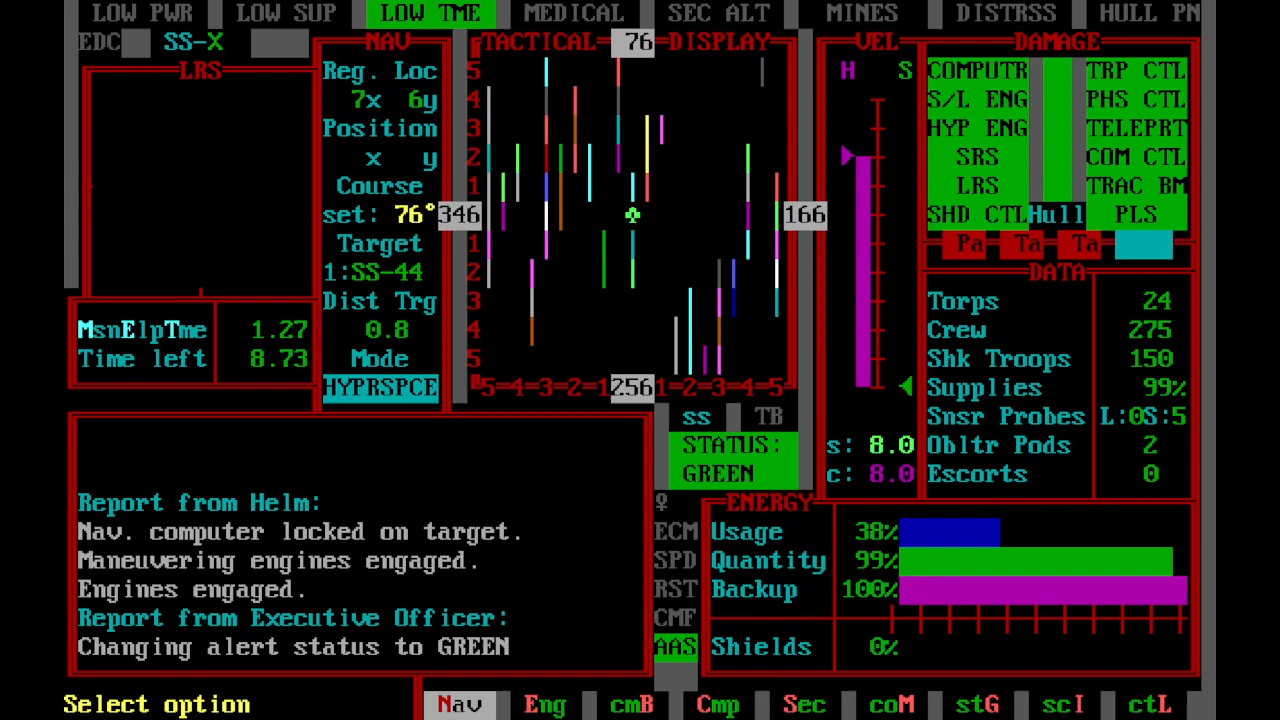 LOW PWR LOW SUP LOW TME MEDICAL SEC ALT MINES DISTRSS HULL PN
EDC SS-X
LRS
MsnElpTme 1.27
Time left 8.73
NAV
Reg. Loc
7x 6y
Position
x y
Course
set: 76°
Target
1:SS-44
Dist Trg
0.8
Mode
HYPRSPCE
TACTICAL 76 DISPLAY
5
4
3
2
1
346 166
1
2
3
4
5
5 4 3 2 1 256 1 2 3 4 5
VEL
H S
s: 8.0
c: 8.0
DAMAGE
COMPUTR TRP CTL
S/L ENG PHS CTL
HYP ENG TELEPRT
SRS COM CTL
LRS TRAC BM
SHD CTL Hull PLS
Pa Ta Ta
DATA
Torps 24
Crew 275
Shk Troops 150
Supplies 99%
Snsr Probes L:0S:5
Obltr Pods 2
Escorts 0
ss TB
STATUS:
GREEN
♀
ECM
SPD
RST
CMF
AAS
ENERGY
Usage 38%
Quantity 99%
Backup 100%
Shields 0%
Report from Helm:
Nav. computer locked on target.
Maneuvering engines engaged.
Engines engaged.
Report from Executive Officer:
Changing alert status to GREEN
Select option Nav Eng cmB Cmp Sec coM stG scI ctL